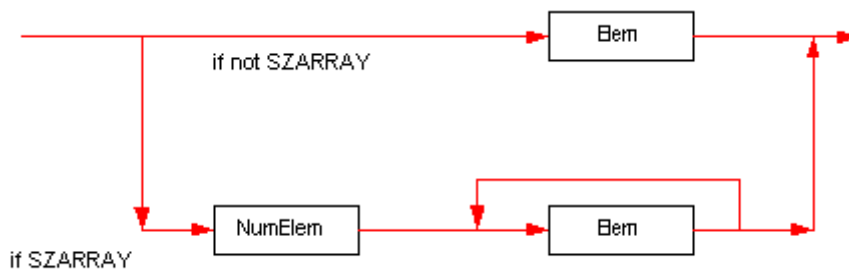 Elem
if not SZARRAY
NumElem
Elem
if SZARRAY